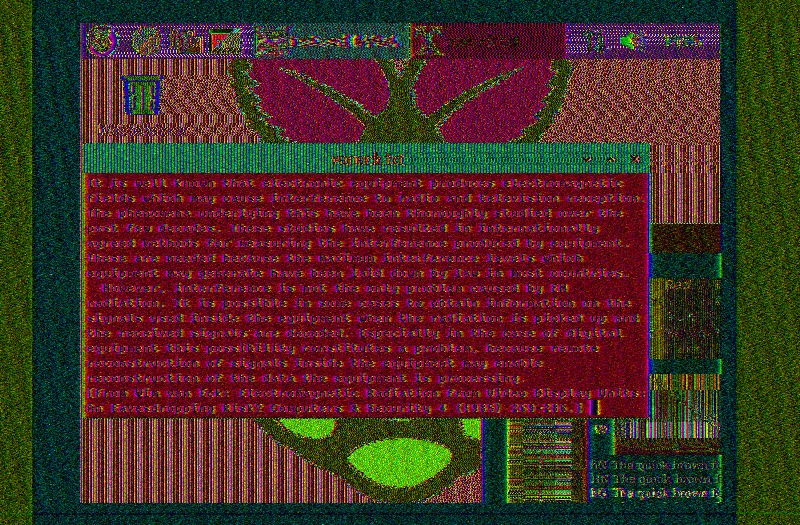 It is well known that electronic equipment produces electromagnetic
fields which may cause interference to radio and television reception.
The phenomena underlying this have been thoroughly studied over the
past few decades. These studies have resulted in internationally
agreed methods for measuring the interference produced by equipment.
These are needed because the maximum interference levels which
equipment may generate have been laid down by law in most countries.
However, interference is not the only problem caused by EM
radiation. It is possible in some cases to obtain information on the
signals used inside the equipment when the radiation is picked up and
the received signals are decoded. Especially in the case of digital
equipment this possibility constitutes a problem, because remote
reconstruction of signals inside the equipment may enable
reconstruction of the data the equipment is processing.
[from Wim van Eck: Electromagnetic Radiation from Video Display Units:
An Eavesdropping Risk? Computers & Security 4 (1985) 269-286.]
The quick brown f
The quick brown f
The quick brown f